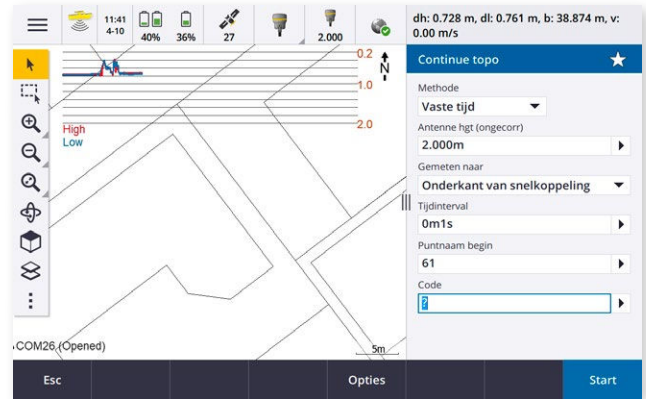 11:41
4-10
40%
36%
27
2.000
dh: 0.728 m, dl: 0.761 m, b: 38.874 m, v:
0.00 m/s
0.2
1.0
2.0
N
High
Low
5m
COM26 (Opened)
Continue topo
Methode
Vaste tijd
Antenne hgt (ongecorr)
2.000m
Gemeten naar
Onderkant van snelkoppeling
Tijdinterval
0m1s
Puntnaam begin
61
Code
?
Esc
Opties
Start